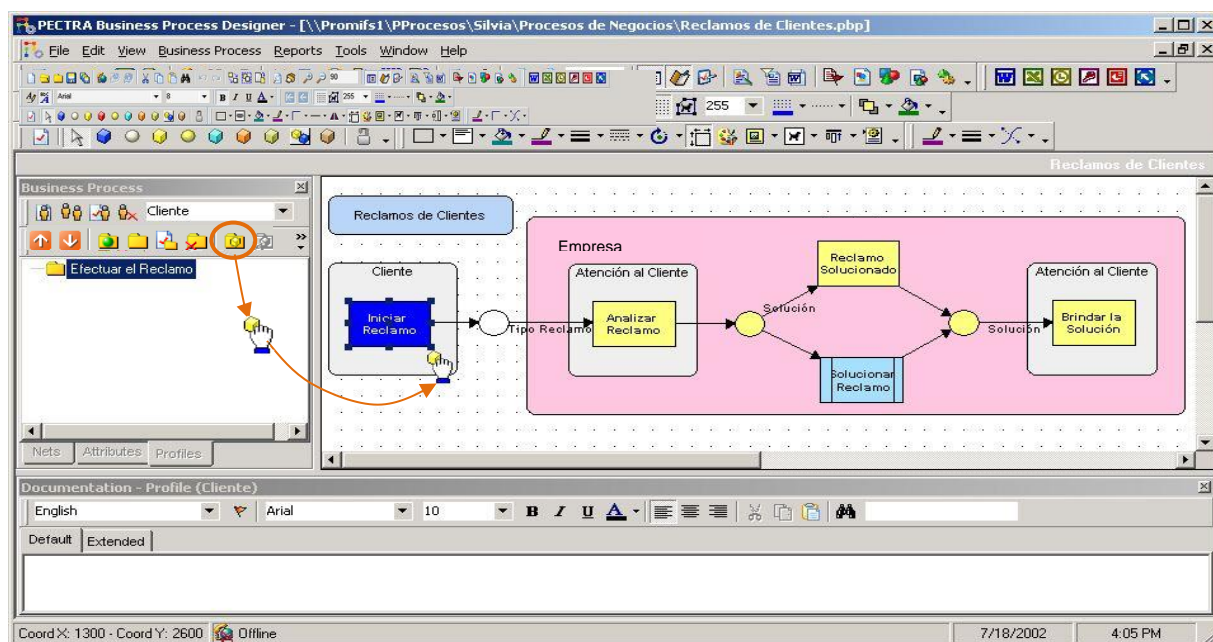 PECTRA Business Process Designer - [\\Promifs1\PProcesos\Silvia\Procesos de Negocios\Reclamos de Clientes.pbp]
File Edit View Business Process Reports Tools Window Help
Arial 8 B I U A 255
255
Reclamos de Clientes
Business Process
Cliente
Efectuar el Reclamo
Nets Attributes Profiles
Reclamos de Clientes
Empresa
Cliente
Iniciar
Reclamo
Tipo Reclamo
Atención al Cliente
Analizar
Reclamo
Solución
Reclamo
Solucionado
Solucionar
Reclamo
Solución
Atención al Cliente
Brindar la
Solución
Documentation - Profile (Cliente)
English Arial 10 B I U A
Default Extended
Coord X: 1300 - Coord Y: 2600 Offline 7/18/2002 4:05 PM